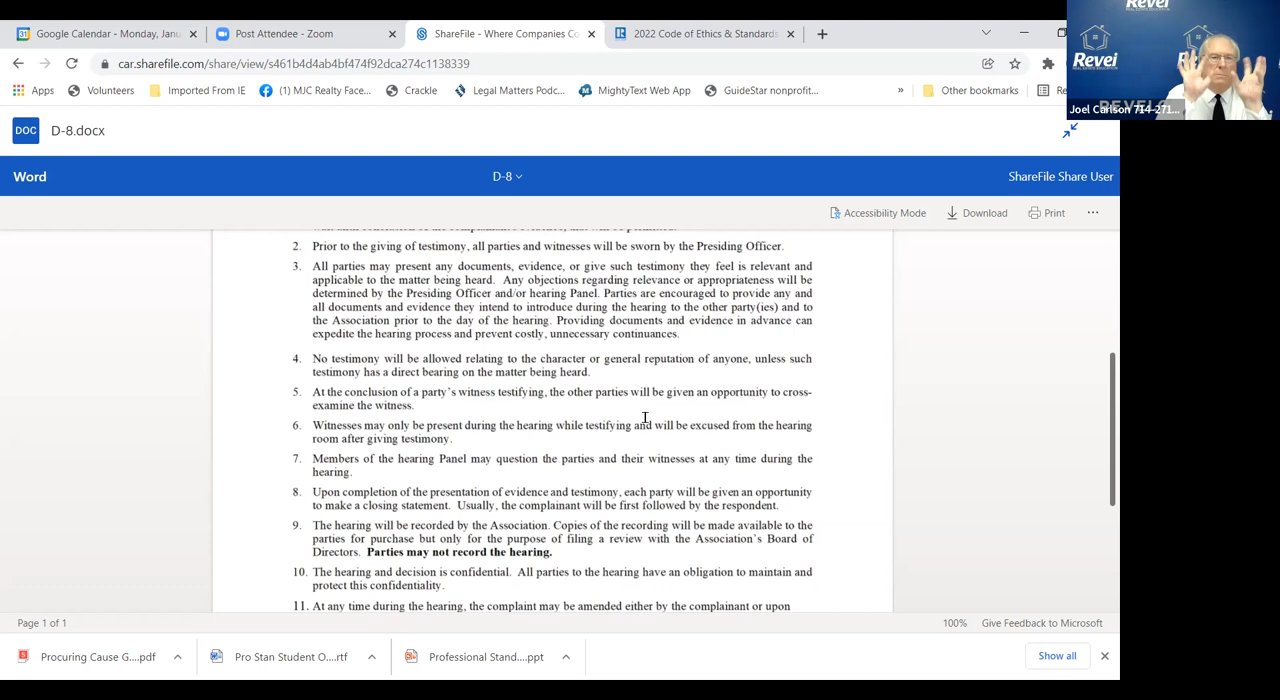 Google Calendar - Monday, Janu
Post Attendee - Zoom
ShareFile - Where Companies Co
2022 Code of Ethics & Standards
car.sharefile.com/share/view/s461b4d4ab4bf474f92dca274c1138339
Apps
Volunteers
Imported From IE
(1) MJC Realty Face...
Crackle
Legal Matters Podc...
MightyText Web App
GuideStar nonprofit...
»
Other bookmarks
Re
Revei
Revei
Revei
Joel Carlson 714-271...
DOC
D-8.docx
Word
D-8
ShareFile Share User
Accessibility Mode
Download
Print
...
2. Prior to the giving of testimony, all parties and witnesses will be sworn by the Presiding Officer.
3. All parties may present any documents, evidence, or give such testimony they feel is relevant and
applicable to the matter being heard. Any objections regarding relevance or appropriateness will be
determined by the Presiding Officer and/or hearing Panel. Parties are encouraged to provide any and
all documents and evidence they intend to introduce during the hearing to the other party(ies) and to
the Association prior to the day of the hearing. Providing documents and evidence in advance can
expedite the hearing process and prevent costly, unnecessary continuances.
4. No testimony will be allowed relating to the character or general reputation of anyone, unless such
testimony has a direct bearing on the matter being heard.
5. At the conclusion of a party's witness testifying, the other parties will be given an opportunity to cross-
examine the witness.
6. Witnesses may only be present during the hearing while testifying and will be excused from the hearing
room after giving testimony.
7. Members of the hearing Panel may question the parties and their witnesses at any time during the
hearing.
8. Upon completion of the presentation of evidence and testimony, each party will be given an opportunity
to make a closing statement. Usually, the complainant will be first followed by the respondent.
9. The hearing will be recorded by the Association. Copies of the recording will be made available to the
parties for purchase but only for the purpose of filing a review with the Association's Board of
Directors. Parties may not record the hearing.
10. The hearing and decision is confidential. All parties to the hearing have an obligation to maintain and
protect this confidentiality.
11. At any time during the hearing, the complaint may be amended either by the complainant or upon
Page 1 of 1
100%
Give Feedback to Microsoft
Procuring Cause G....pdf
Pro Stan Student O....rtf
Professional Stand....ppt
Show all